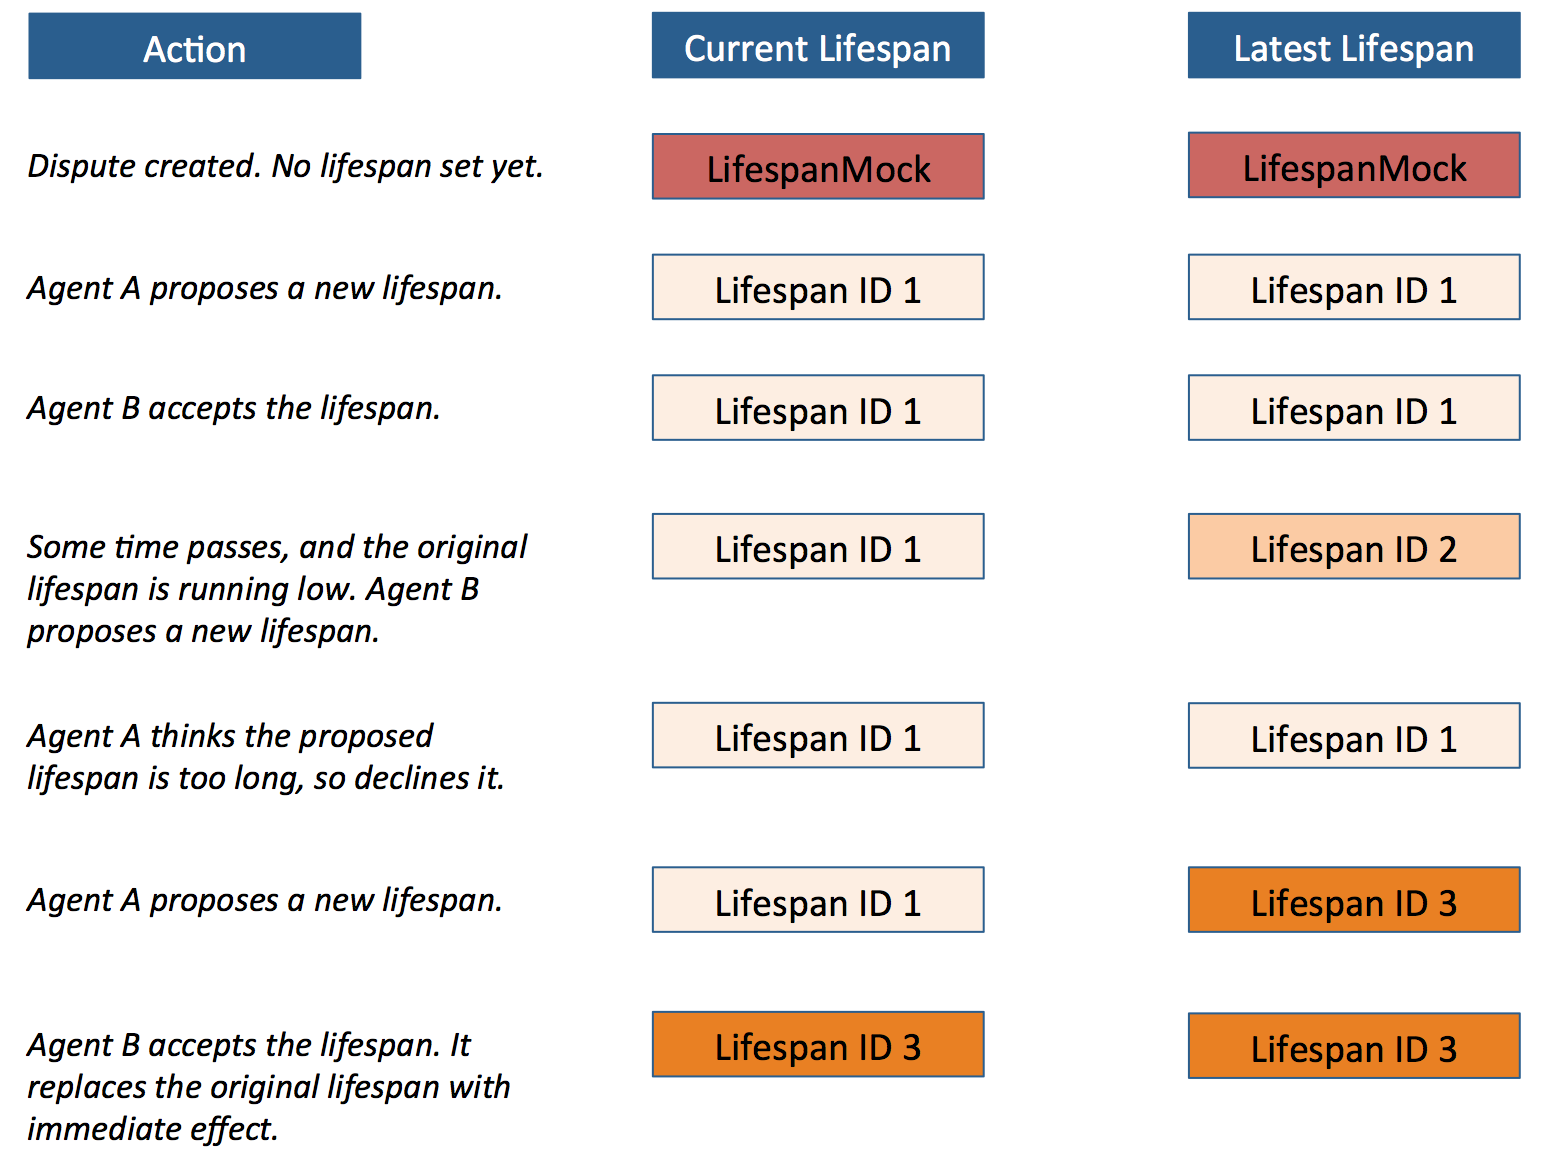 Action
Current Lifespan
Latest Lifespan
Dispute created. No lifespan set yet.
LifespanMock
LifespanMock
Agent A proposes a new lifespan.
Lifespan ID 1
Lifespan ID 1
Agent B accepts the lifespan.
Lifespan ID 1
Lifespan ID 1
Some time passes, and the original
lifespan is running low. Agent B
proposes a new lifespan.
Lifespan ID 1
Lifespan ID 2
Agent A thinks the proposed
lifespan is too long, so declines it.
Lifespan ID 1
Lifespan ID 1
Agent A proposes a new lifespan.
Lifespan ID 1
Lifespan ID 3
Agent B accepts the lifespan. It
replaces the original lifespan with
immediate effect.
Lifespan ID 3
Lifespan ID 3